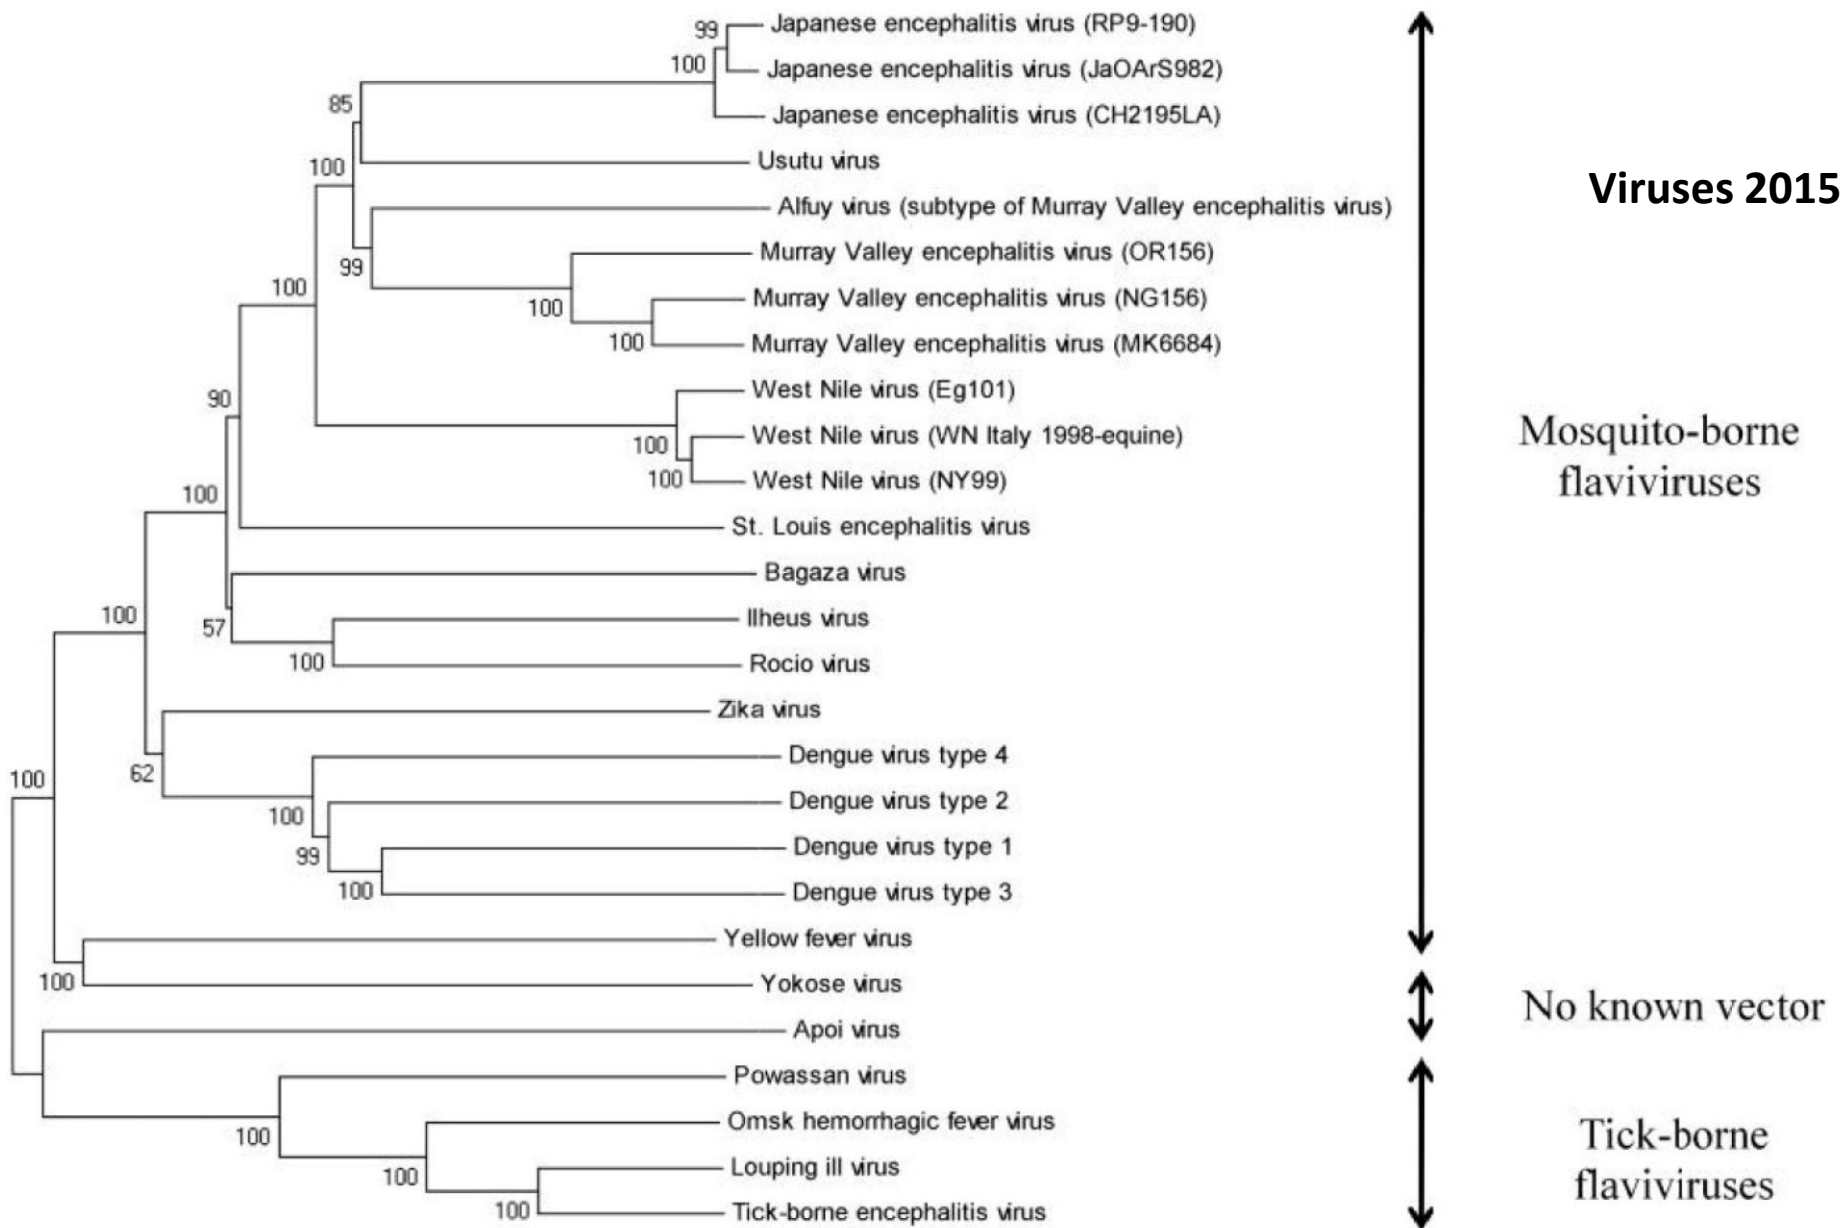 99
Japanese encephalitis virus (RP9-190)
100
Japanese encephalitis virus (JaOArS982)
85
Japanese encephalitis virus (CH2195LA)
100
Usutu virus
Viruses 2015
Alfuy virus (subtype of Murray Valley encephalitis virus)
99
Murray Valley encephalitis virus (OR156)
100
Murray Valley encephalitis virus (NG156)
100
100
Murray Valley encephalitis virus (MK6684)
90
West Nile virus (Eg101)
100
West Nile virus (WN Italy 1998-equine)
100
West Nile virus (NY99)
Mosquito-borne
flaviviruses
100
St. Louis encephalitis virus
Bagaza virus
100
57
Ilheus virus
100
Rocio virus
Zika virus
62
Dengue virus type 4
100
100
Dengue virus type 2
99
Dengue virus type 1
100
Dengue virus type 3
Yellow fever virus
100
Yokose virus
No known vector
Apoi virus
Powassan virus
100
Omsk hemorrhagic fever virus
100
Louping ill virus
100
Tick-borne encephalitis virus
Tick-borne
flaviviruses